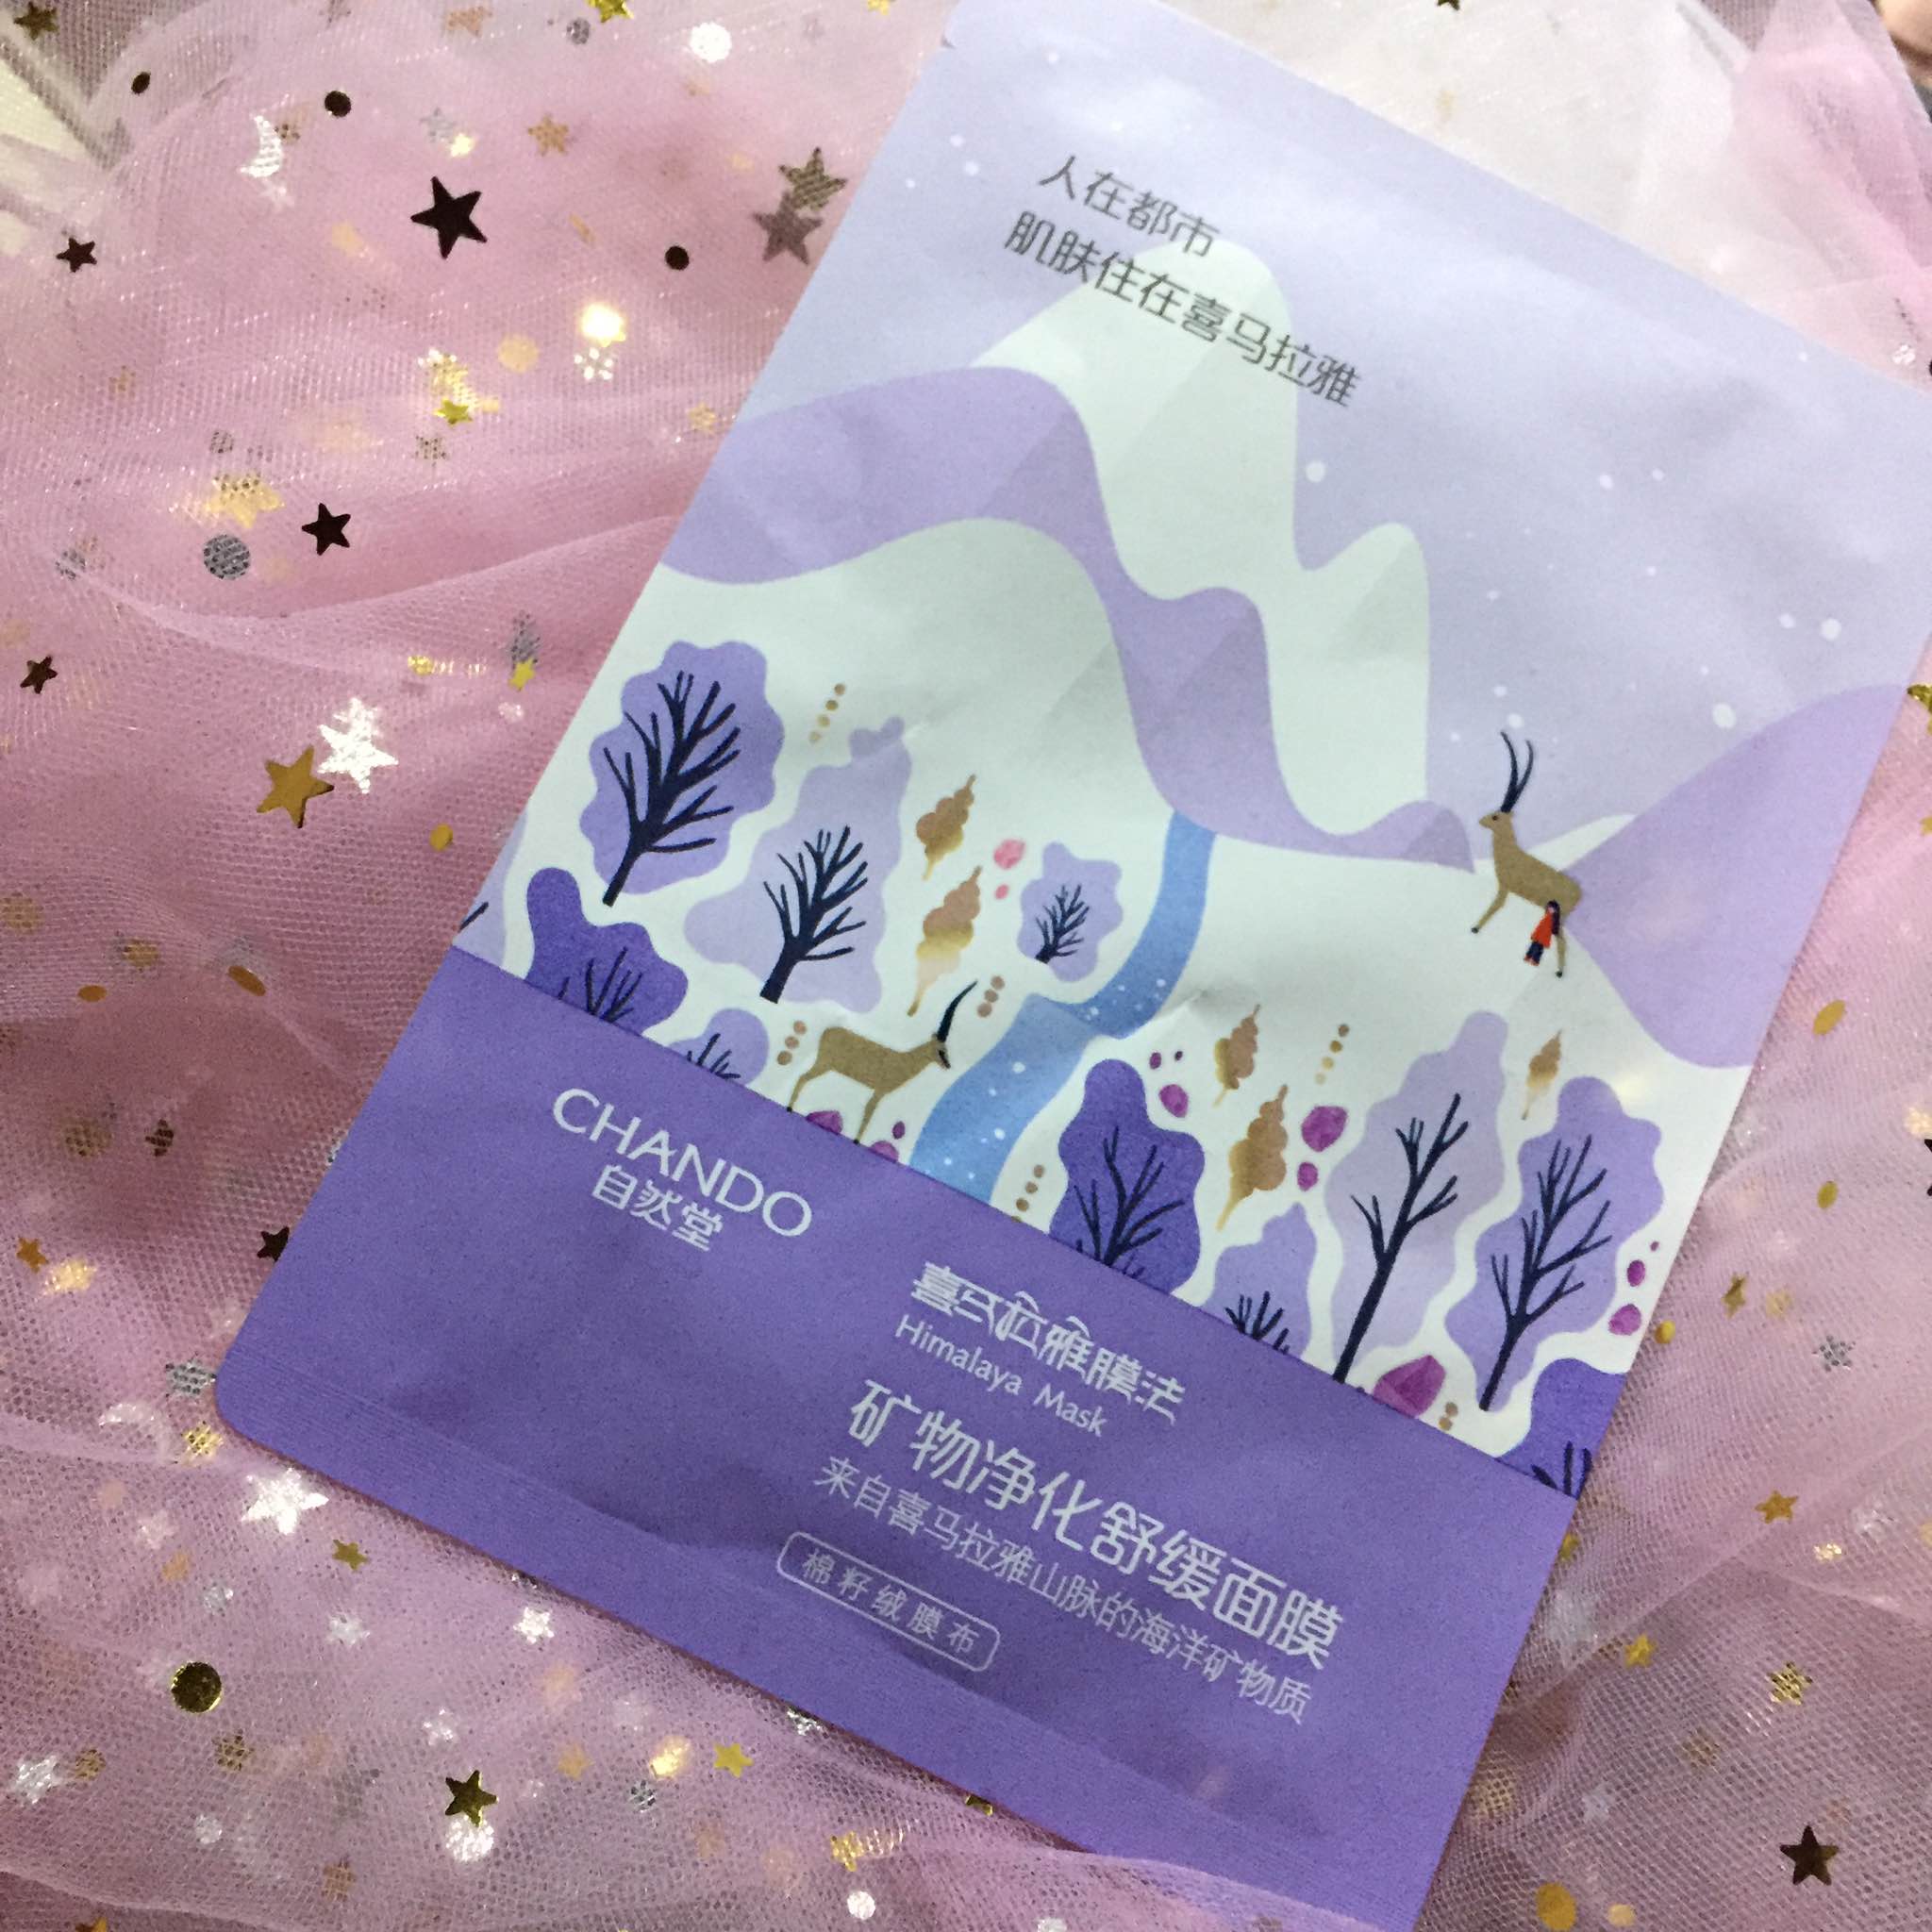 人在都市
肌肤住在喜马拉雅
CHANDO
自然堂
喜马拉雅膜法
Himalaya Mask
矿物净化舒缓面膜
来自喜马拉雅山脉的海洋矿物质
棉籽绒膜布